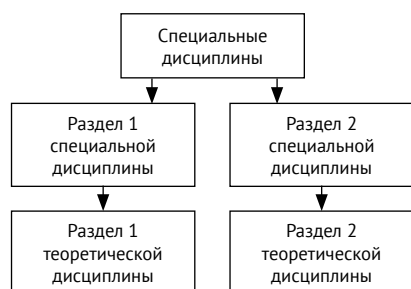 Специальные
дисциплины
Раздел 1
специальной
дисциплины
Раздел 2
специальной
дисциплины
Раздел 1
теоретической
дисциплины
Раздел 2
теоретической
дисциплины